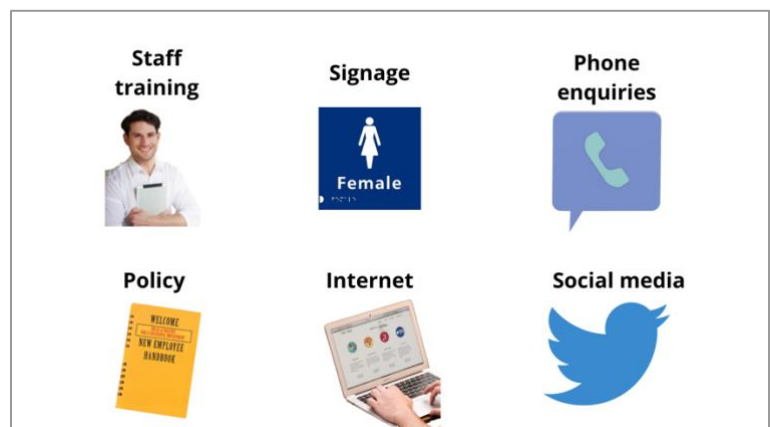 Staff
training
Signage
Phone
enquiries
Female
Policy
Internet
Social media
WELCOME
NEW EMPLOYEE
HANDBOOK